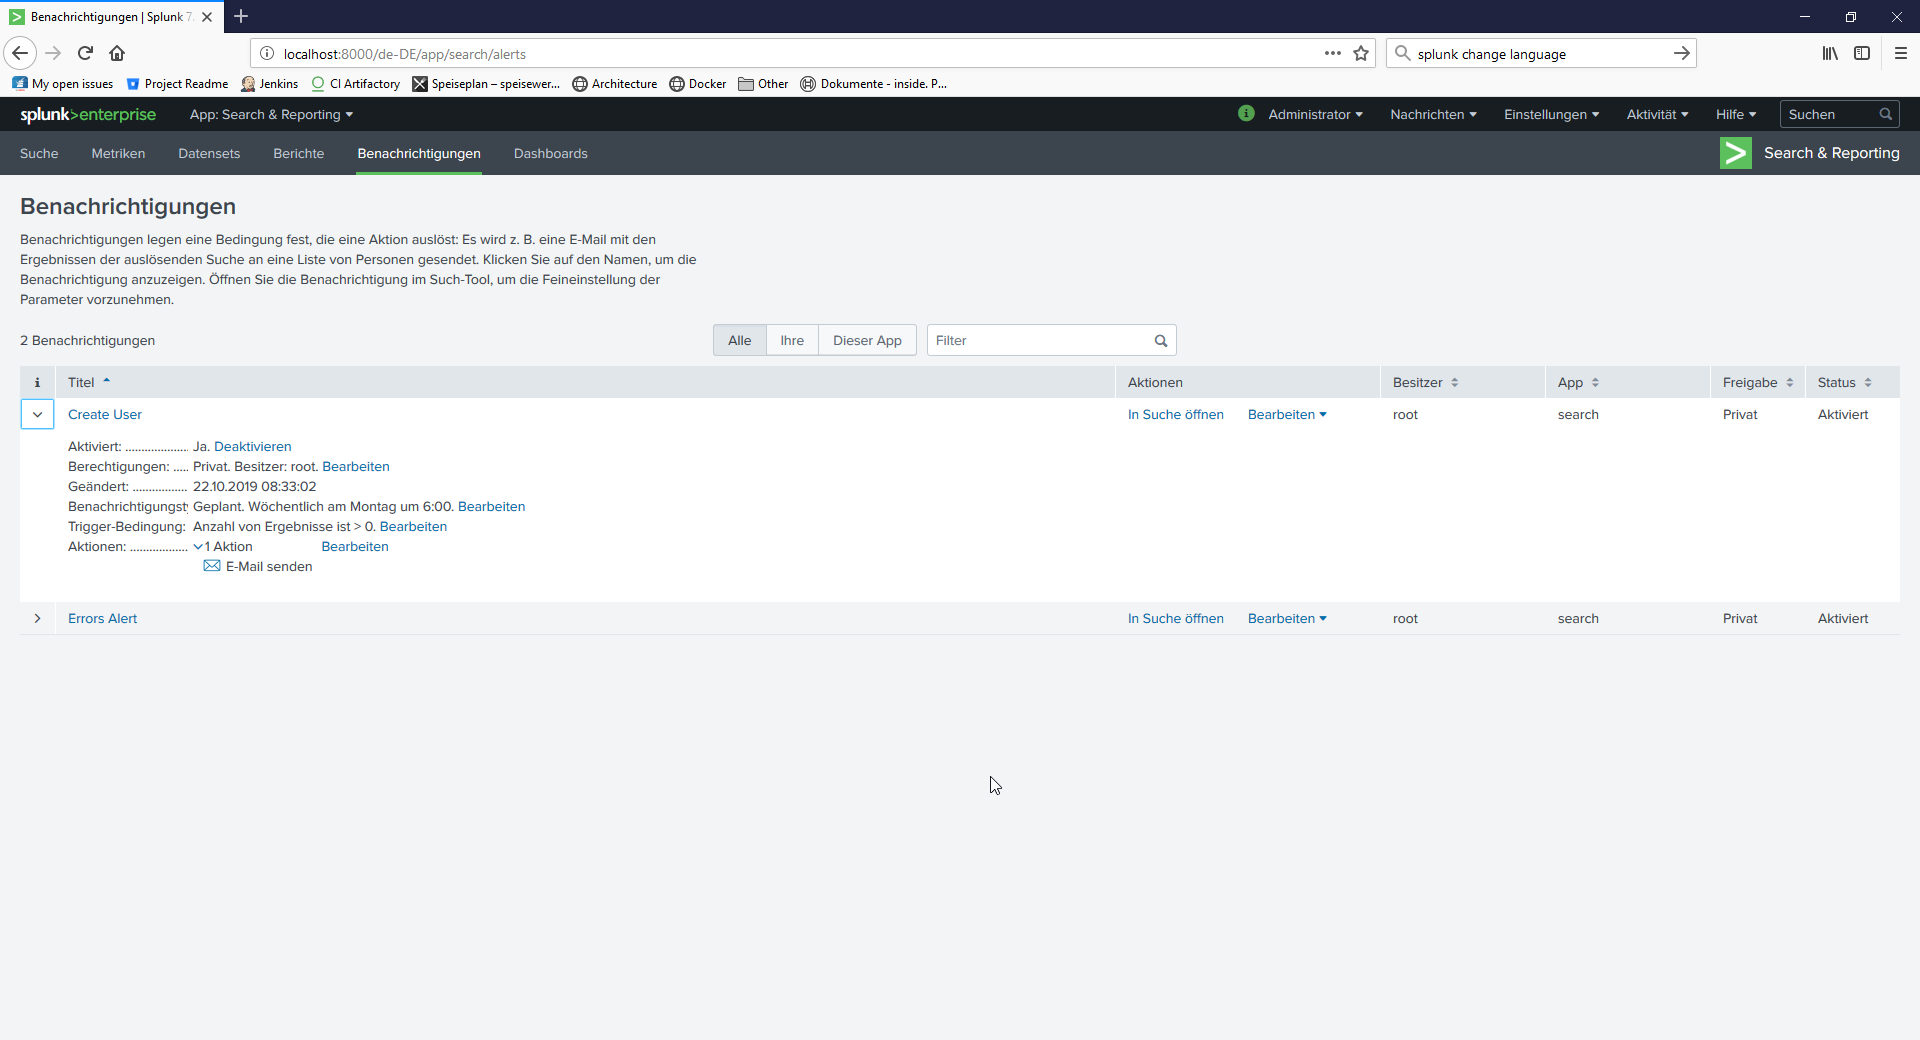 Benachrichtigungen | Splunk 7.
localhost:8000/de-DE/app/search/alerts
splunk change language
My open issues Project Readme Jenkins CI Artifactory Speiseplan – speisewer... Architecture Docker Other Dokumente - inside. P...
splunk>enterprise App: Search & Reporting Administrator Nachrichten Einstellungen Aktivität Hilfe Suchen
Suche Metriken Datensets Berichte Benachrichtigungen Dashboards Search & Reporting
Benachrichtigungen
Benachrichtigungen legen eine Bedingung fest, die eine Aktion auslöst: Es wird z. B. eine E-Mail mit den
Ergebnissen der auslösenden Suche an eine Liste von Personen gesendet. Klicken Sie auf den Namen, um die
Benachrichtigung anzuzeigen. Öffnen Sie die Benachrichtigung im Such-Tool, um die Feineinstellung der
Parameter vorzunehmen.
2 Benachrichtigungen Alle Ihre Dieser App Filter
i Titel Aktionen Besitzer App Freigabe Status
Create User In Suche öffnen Bearbeiten root search Privat Aktiviert
Aktiviert: ................... Ja. Deaktivieren
Berechtigungen: ..... Privat. Besitzer: root. Bearbeiten
Geändert: ................. 22.10.2019 08:33:02
Benachrichtigungsty Geplant. Wöchentlich am Montag um 6:00. Bearbeiten
Trigger-Bedingung: Anzahl von Ergebnisse ist > 0. Bearbeiten
Aktionen: .................. 1 Aktion Bearbeiten
E-Mail senden
Errors Alert In Suche öffnen Bearbeiten root search Privat Aktiviert